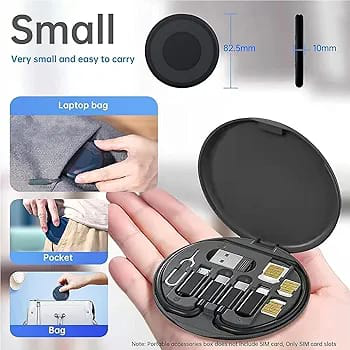 Small
Very small and easy to carry
82.5mm
10mm
Laptop bag
Pocket
Bag
Note: Portable accessories box does not include SIM card, Only SIM card slots